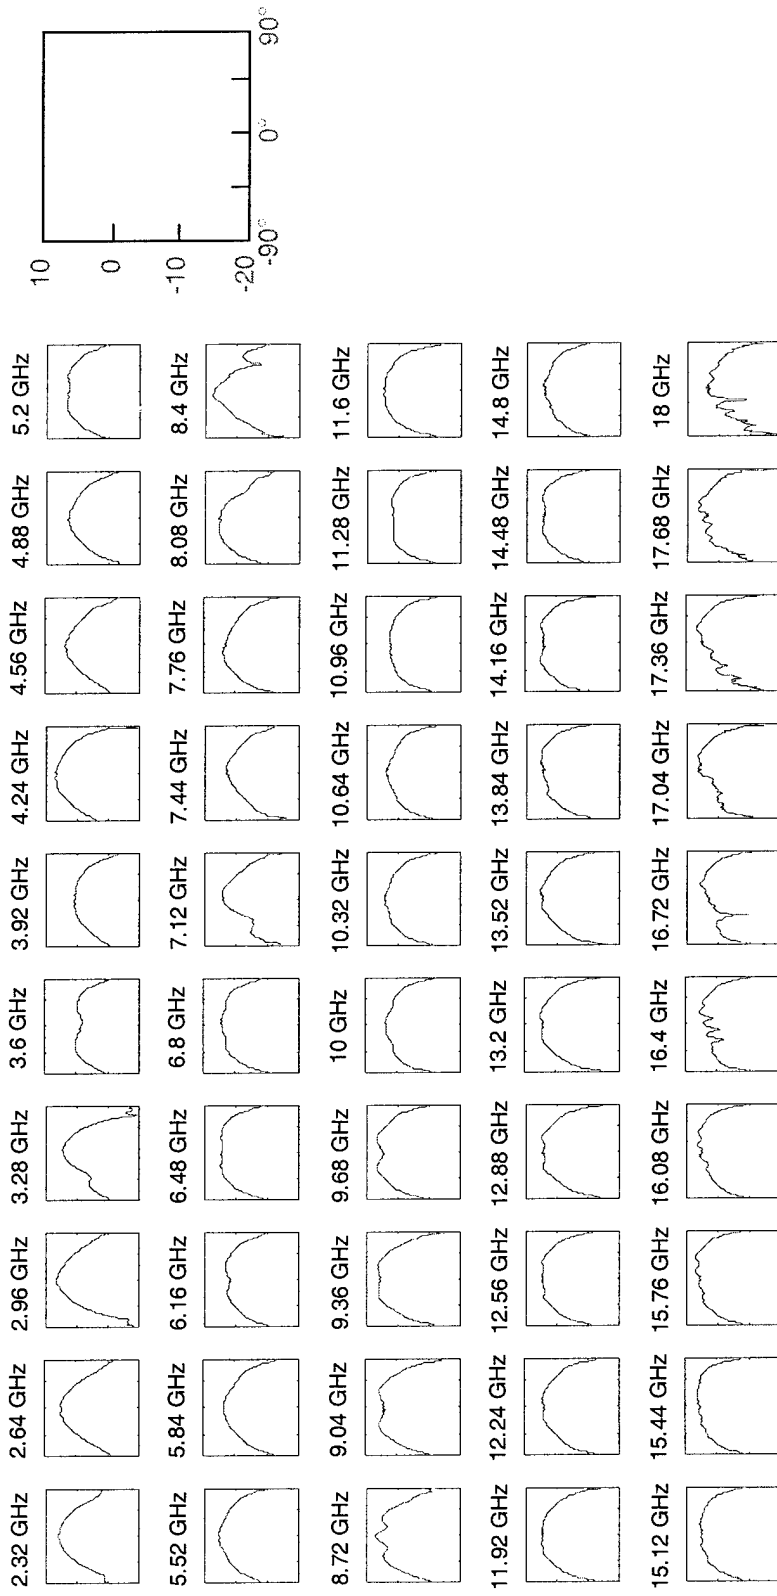 2.32 GHz 2.64 GHz 2.96 GHz 3.28 GHz 3.6 GHz 3.92 GHz 4.24 GHz 4.56 GHz 4.88 GHz 5.2 GHz
5.52 GHz 5.84 GHz 6.16 GHz 6.48 GHz 6.8 GHz 7.12 GHz 7.44 GHz 7.76 GHz 8.08 GHz 8.4 GHz
8.72 GHz 9.04 GHz 9.36 GHz 9.68 GHz 10 GHz 10.32 GHz 10.64 GHz 10.96 GHz 11.28 GHz 11.6 GHz
11.92 GHz 12.24 GHz 12.56 GHz 12.88 GHz 13.2 GHz 13.52 GHz 13.84 GHz 14.16 GHz 14.48 GHz 14.8 GHz
15.12 GHz 15.44 GHz 15.76 GHz 16.08 GHz 16.4 GHz 16.72 GHz 17.04 GHz 17.36 GHz 17.68 GHz 18 GHz
10
0
-10
-20
-90° 0° 90°